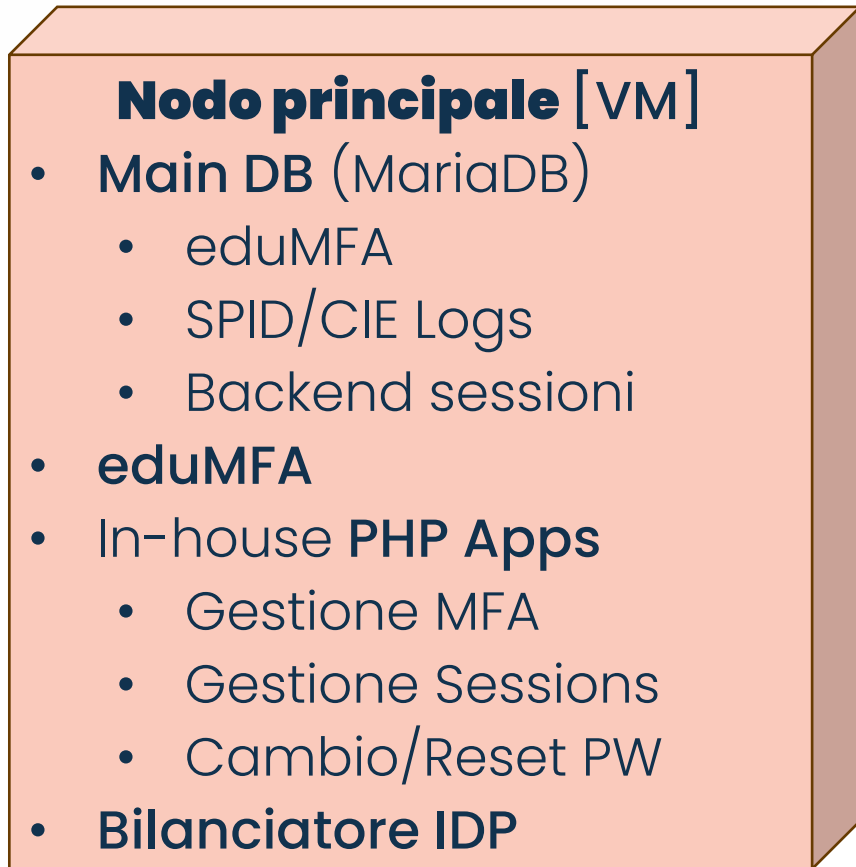 Nodo principale [VM]
• Main DB (MariaDB)
• eduMFA
• SPID/CIE Logs
• Backend sessioni
• eduMFA
• In-house PHP Apps
• Gestione MFA
• Gestione Sessions
• Cambio/Reset PW
• Bilanciatore IDP